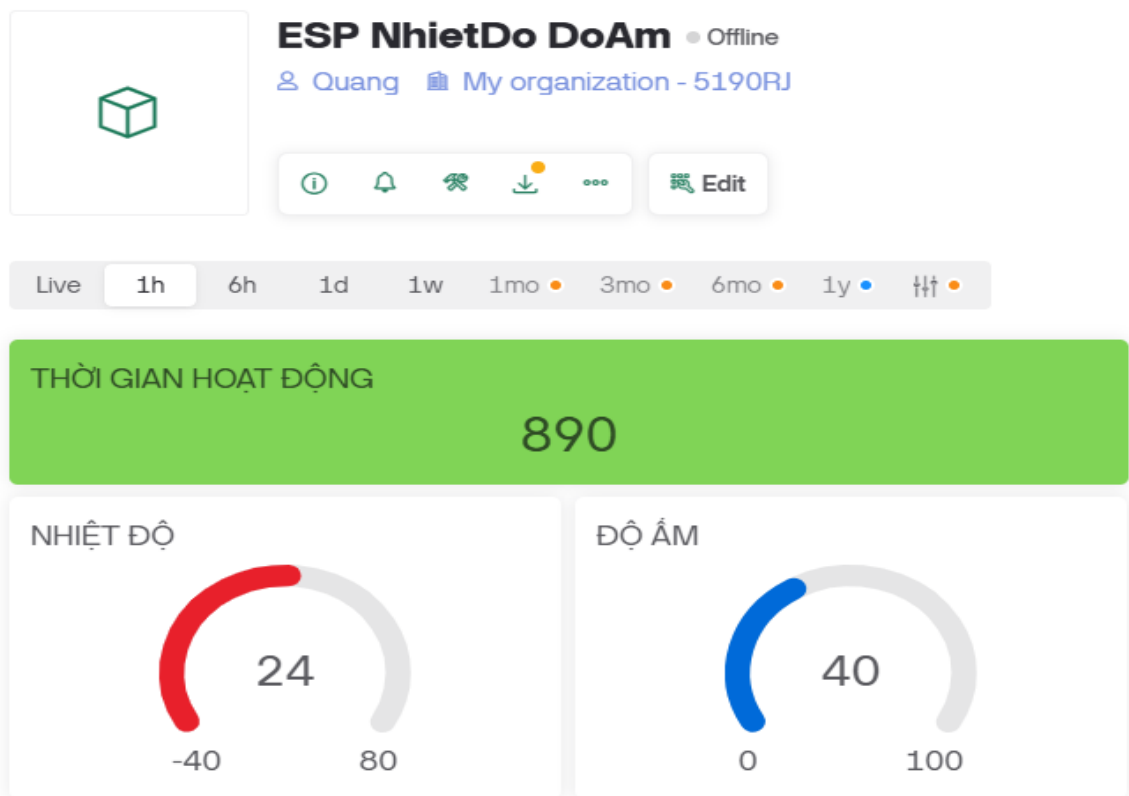 ESP NhietDo DoAm Offline
Quang My organization - 5190RJ
Edit
Live 1h 6h 1d 1w 1mo 3mo 6mo 1y
THỜI GIAN HOẠT ĐỘNG
890
NHIỆT ĐỘ
24
-40 80
ĐỘ ẨM
40
0 100